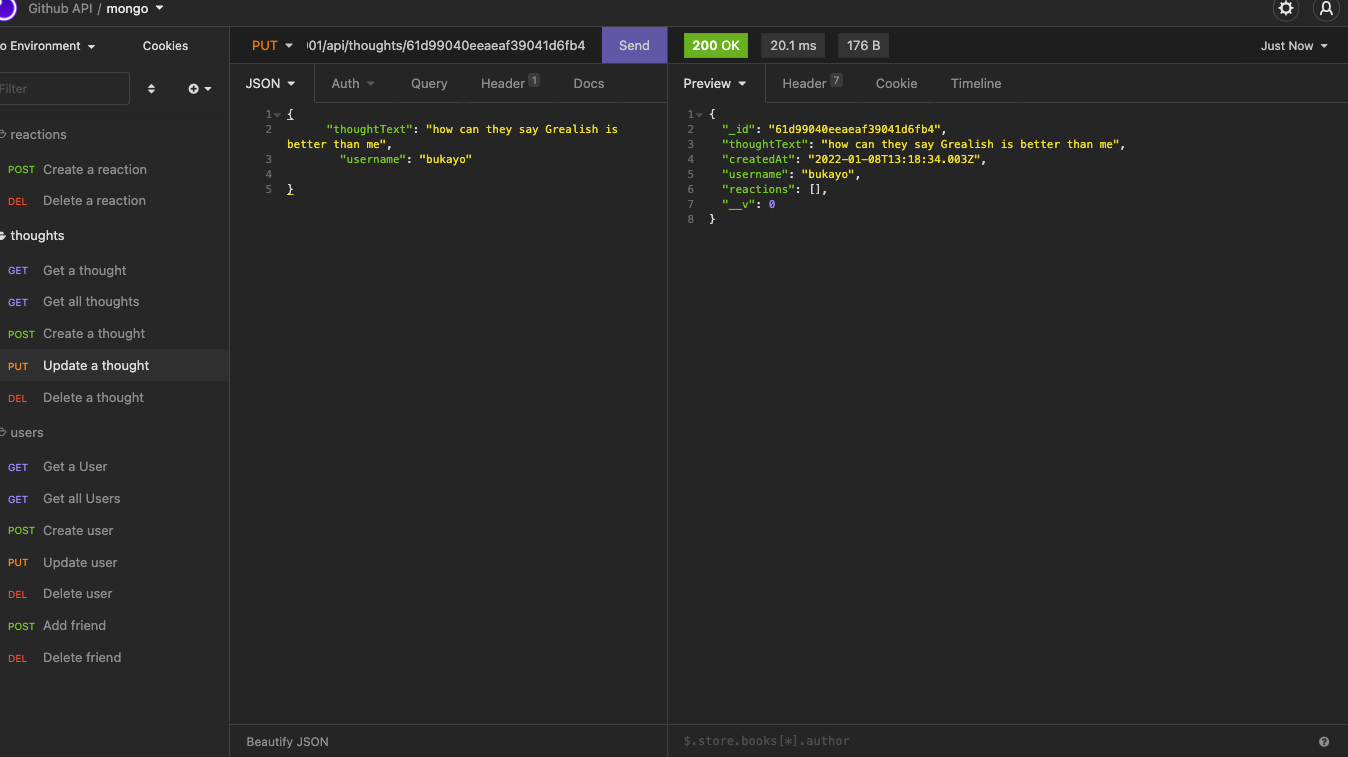 Github API / mongo
o Environment
Cookies
Filter
reactions
POST Create a reaction
DEL Delete a reaction
thoughts
GET Get a thought
GET Get all thoughts
POST Create a thought
PUT Update a thought
DEL Delete a thought
users
GET Get a User
GET Get all Users
POST Create user
PUT Update user
DEL Delete user
POST Add friend
DEL Delete friend
PUT 01/api/thoughts/61d99040eeaeaf39041d6fb4 Send
JSON Auth Query Header 1 Docs
1 {
2 "thoughtText": "how can they say Grealish is
better than me",
3 "username": "bukayo"
4
5 }
Beautify JSON
200 OK 20.1 ms 176 B Just Now
Preview Header 7 Cookie Timeline
1 {
2 "_id": "61d99040eeaeaf39041d6fb4",
3 "thoughtText": "how can they say Grealish is better than me",
4 "createdAt": "2022-01-08T13:18:34.003Z",
5 "username": "bukayo",
6 "reactions": [],
7 "__v": 0
8 }
$.store.books[*].author